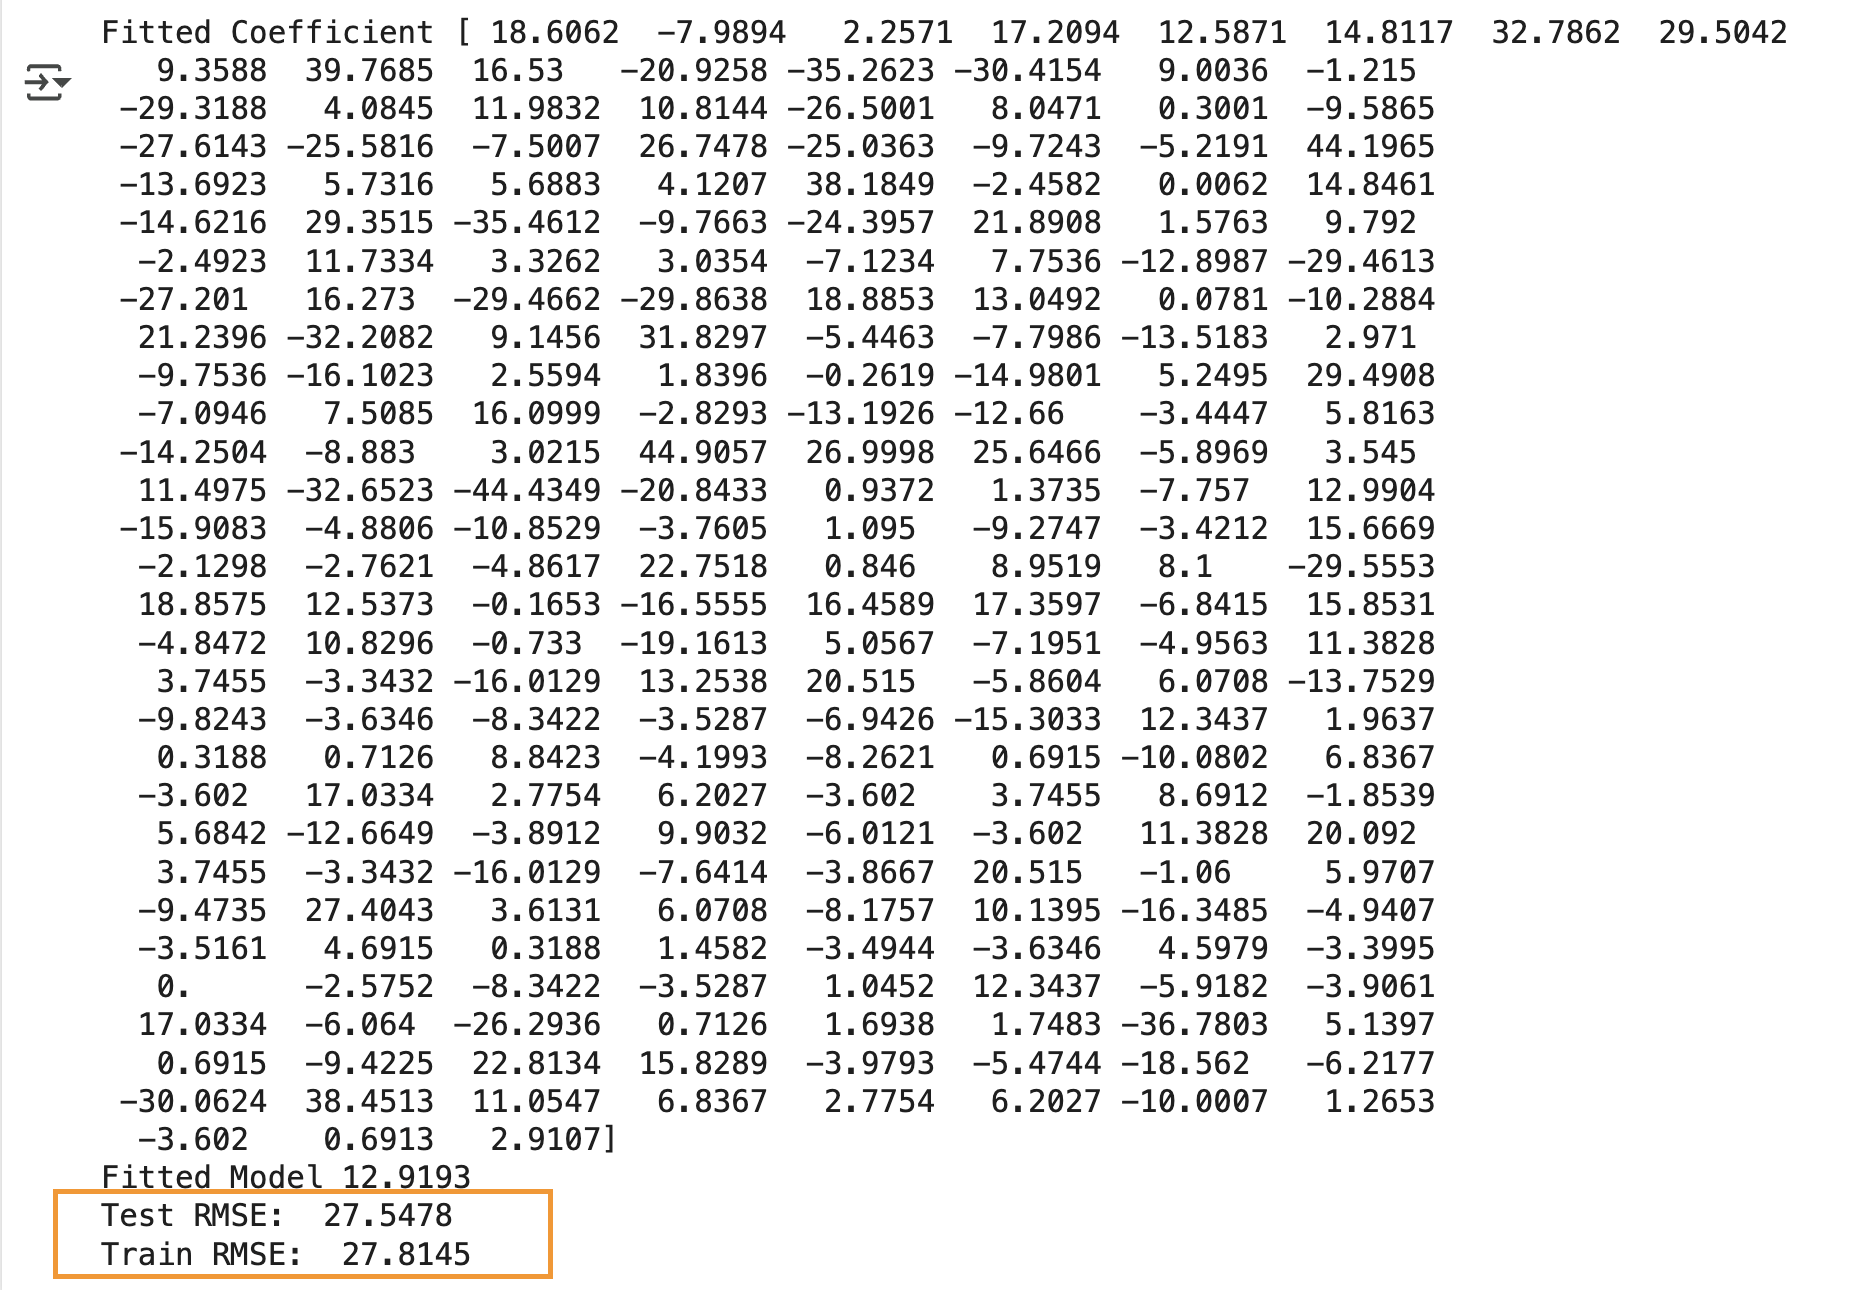 Fitted Coefficient [ 18.6062  -7.9894   2.2571  17.2094  12.5871  14.8117  32.7862  29.5042
   9.3588  39.7685  16.53   -20.9258 -35.2623 -30.4154   9.0036  -1.215
 -29.3188   4.0845  11.9832  10.8144 -26.5001   8.0471   0.3001  -9.5865
 -27.6143 -25.5816  -7.5007  26.7478 -25.0363  -9.7243  -5.2191  44.1965
 -13.6923   5.7316   5.6883   4.1207  38.1849  -2.4582   0.0062  14.8461
 -14.6216  29.3515 -35.4612  -9.7663 -24.3957  21.8908   1.5763   9.792
  -2.4923  11.7334   3.3262   3.0354  -7.1234   7.7536 -12.8987 -29.4613
 -27.201   16.273  -29.4662 -29.8638  18.8853  13.0492   0.0781 -10.2884
  21.2396 -32.2082   9.1456  31.8297  -5.4463  -7.7986 -13.5183   2.971
  -9.7536 -16.1023   2.5594   1.8396  -0.2619 -14.9801   5.2495  29.4908
  -7.0946   7.5085  16.0999  -2.8293 -13.1926 -12.66    -3.4447   5.8163
 -14.2504  -8.883    3.0215  44.9057  26.9998  25.6466  -5.8969   3.545
  11.4975 -32.6523 -44.4349 -20.8433   0.9372   1.3735  -7.757   12.9904
 -15.9083  -4.8806 -10.8529  -3.7605   1.095   -9.2747  -3.4212  15.6669
  -2.1298  -2.7621  -4.8617  22.7518   0.846    8.9519   8.1    -29.5553
  18.8575  12.5373  -0.1653 -16.5555  16.4589  17.3597  -6.8415  15.8531
  -4.8472  10.8296  -0.733  -19.1613   5.0567  -7.1951  -4.9563  11.3828
   3.7455  -3.3432 -16.0129  13.2538  20.515   -5.8604   6.0708 -13.7529
  -9.8243  -3.6346  -8.3422  -3.5287  -6.9426 -15.3033  12.3437   1.9637
   0.3188   0.7126   8.8423  -4.1993  -8.2621   0.6915 -10.0802   6.8367
  -3.602   17.0334   2.7754   6.2027  -3.602    3.7455   8.6912  -1.8539
   5.6842 -12.6649  -3.8912   9.9032  -6.0121  -3.602   11.3828  20.092
   3.7455  -3.3432 -16.0129  -7.6414  -3.8667  20.515   -1.06     5.9707
  -9.4735  27.4043   3.6131   6.0708  -8.1757  10.1395 -16.3485  -4.9407
  -3.5161   4.6915   0.3188   1.4582  -3.4944  -3.6346   4.5979  -3.3995
   0.      -2.5752  -8.3422  -3.5287   1.0452  12.3437  -5.9182  -3.9061
  17.0334  -6.064  -26.2936   0.7126   1.6938   1.7483 -36.7803   5.1397
   0.6915  -9.4225  22.8134  15.8289  -3.9793  -5.4744 -18.562   -6.2177
 -30.0624  38.4513  11.0547   6.8367   2.7754   6.2027 -10.0007   1.2653
  -3.602    0.6913   2.9107]
Fitted Model 12.9193
Test RMSE:  27.5478
Train RMSE:  27.8145